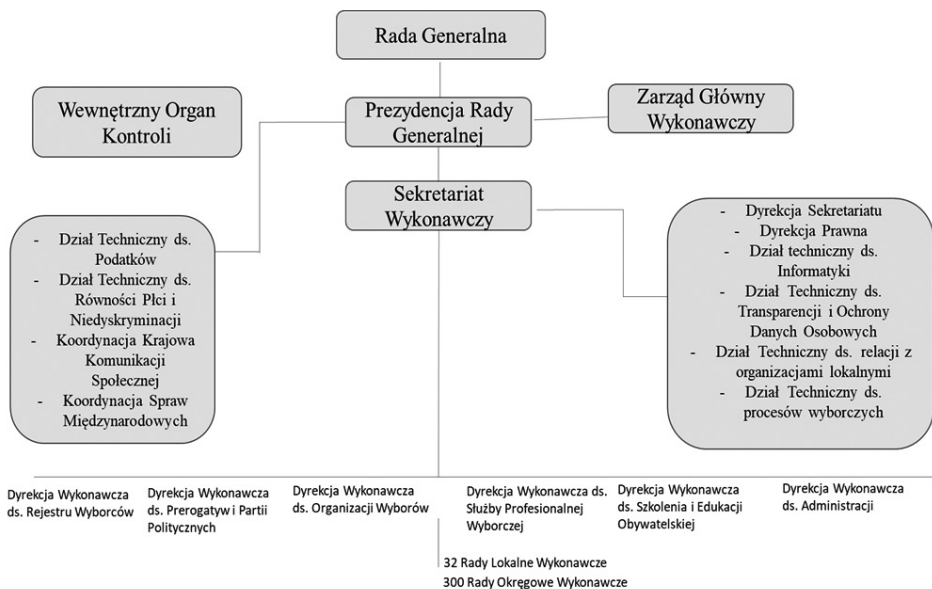 Rada Generalna
Wewnętrzny Organ
Kontroli
Prezydencja Rady
Generalnej
Zarząd Główny
Wykonawczy
Sekretariat
Wykonawczy
- Dział Techniczny ds.
Podatków
- Dział Techniczny ds.
Równości Płci i
Niedyskryminacji
- Koordynacja Krajowa
Komunikacji
Społecznej
- Koordynacja Spraw
Międzynarodowych
- Dyrekcja Sekretariatu
- Dyrekcja Prawna
- Dział techniczny ds.
Informatyki
- Dział Techniczny ds.
Transparencji i Ochrony
Danych Osobowych
- Dział Techniczny ds. relacji z
organizacjami lokalnymi
- Dział Techniczny ds.
procesów wyborczych
Dyrekcja Wykonawcza
ds. Rejestru Wyborców
Dyrekcja Wykonawcza
ds. Prerogatyw i Partii
Politycznych
Dyrekcja Wykonawcza
ds. Organizacji Wyborów
Dyrekcja Wykonawcza ds.
Służby Profesjonalnej
Wyborczej
Dyrekcja Wykonawcza
ds. Szkolenia i Edukacji
Obywatelskiej
Dyrekcja Wykonawcza
ds. Administracji
32 Rady Lokalne Wykonawcze
300 Rady Okręgowe Wykonawcze